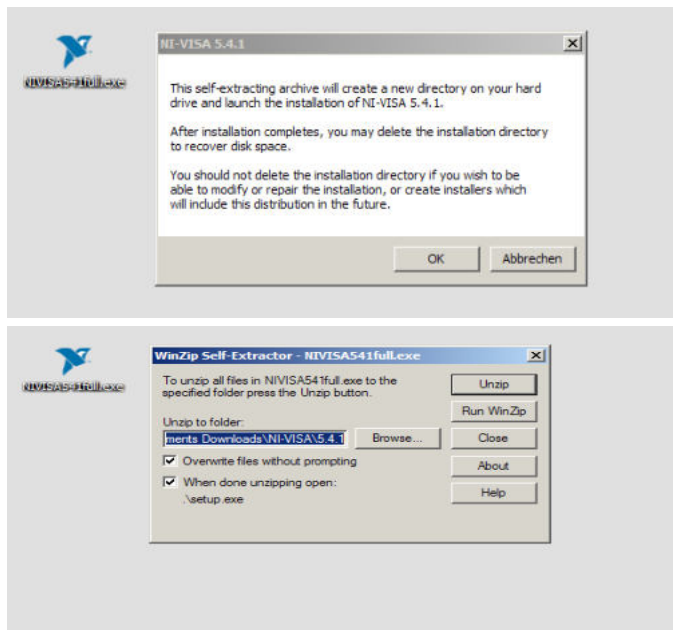 NI-VISA 5.4.1
NIVISA541full.exe
This self-extracting archive will create a new directory on your hard
drive and launch the installation of NI-VISA 5.4.1.
After installation completes, you may delete the installation directory
to recover disk space.
You should not delete the installation directory if you wish to be
able to modify or repair the installation, or create installers which
will include this distribution in the future.
OK
Abbrechen
WinZip Self-Extractor - NIVISA541full.exe
NIVISA541full.exe
To unzip all files in NIVISA541full.exe to the
specified folder press the Unzip button.
Unzip to folder:
ments Downloads\NI-VISA\5.4.1
Browse...
Overwrite files without prompting
When done unzipping open:
.\setup.exe
Unzip
Run WinZip
Close
About
Help